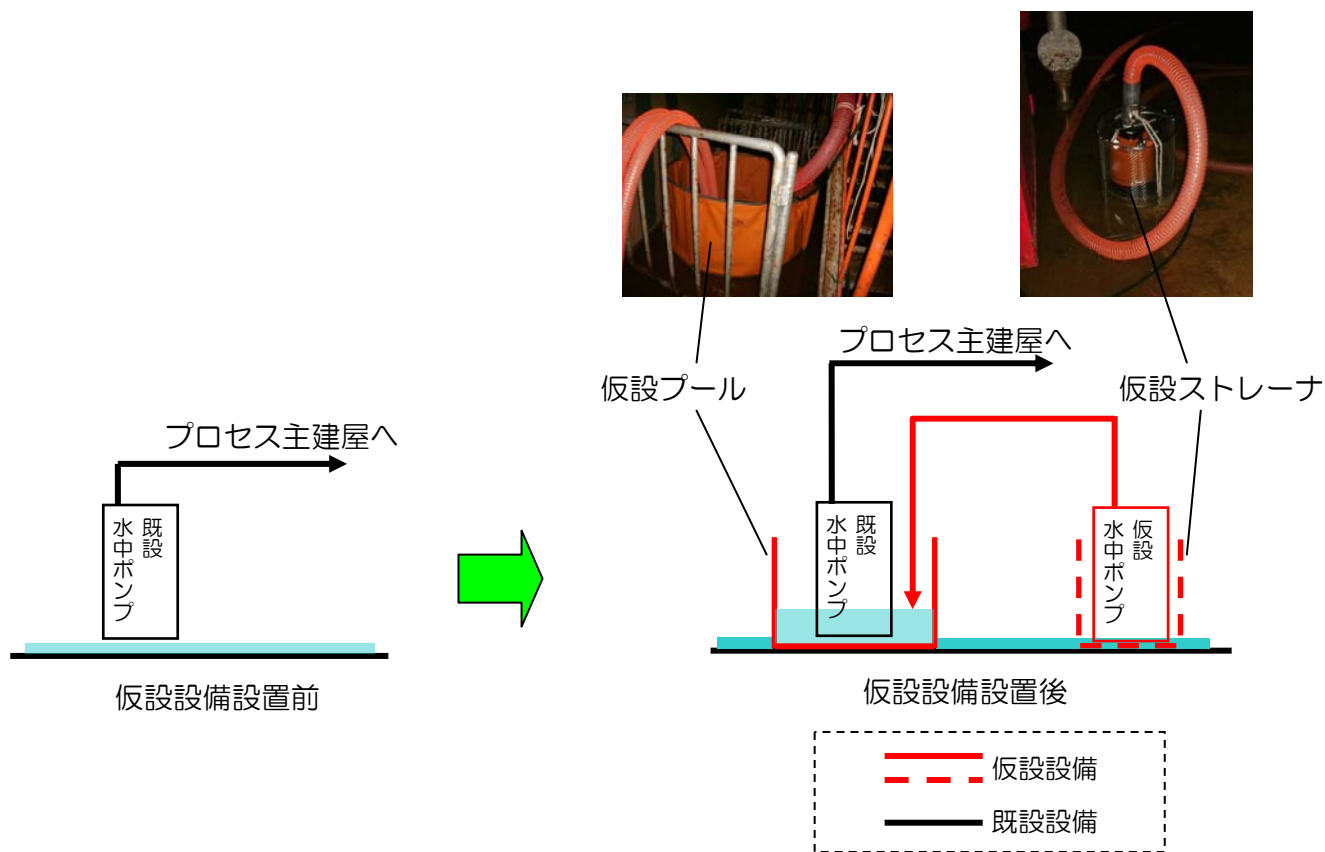 プロセス主建屋へ
仮設プール
仮設ストレーナ
プロセス主建屋へ
既設
水中ポンプ
既設
水中ポンプ
仮設
水中ポンプ
仮設設備設置前
仮設設備設置後
仮設設備
既設設備